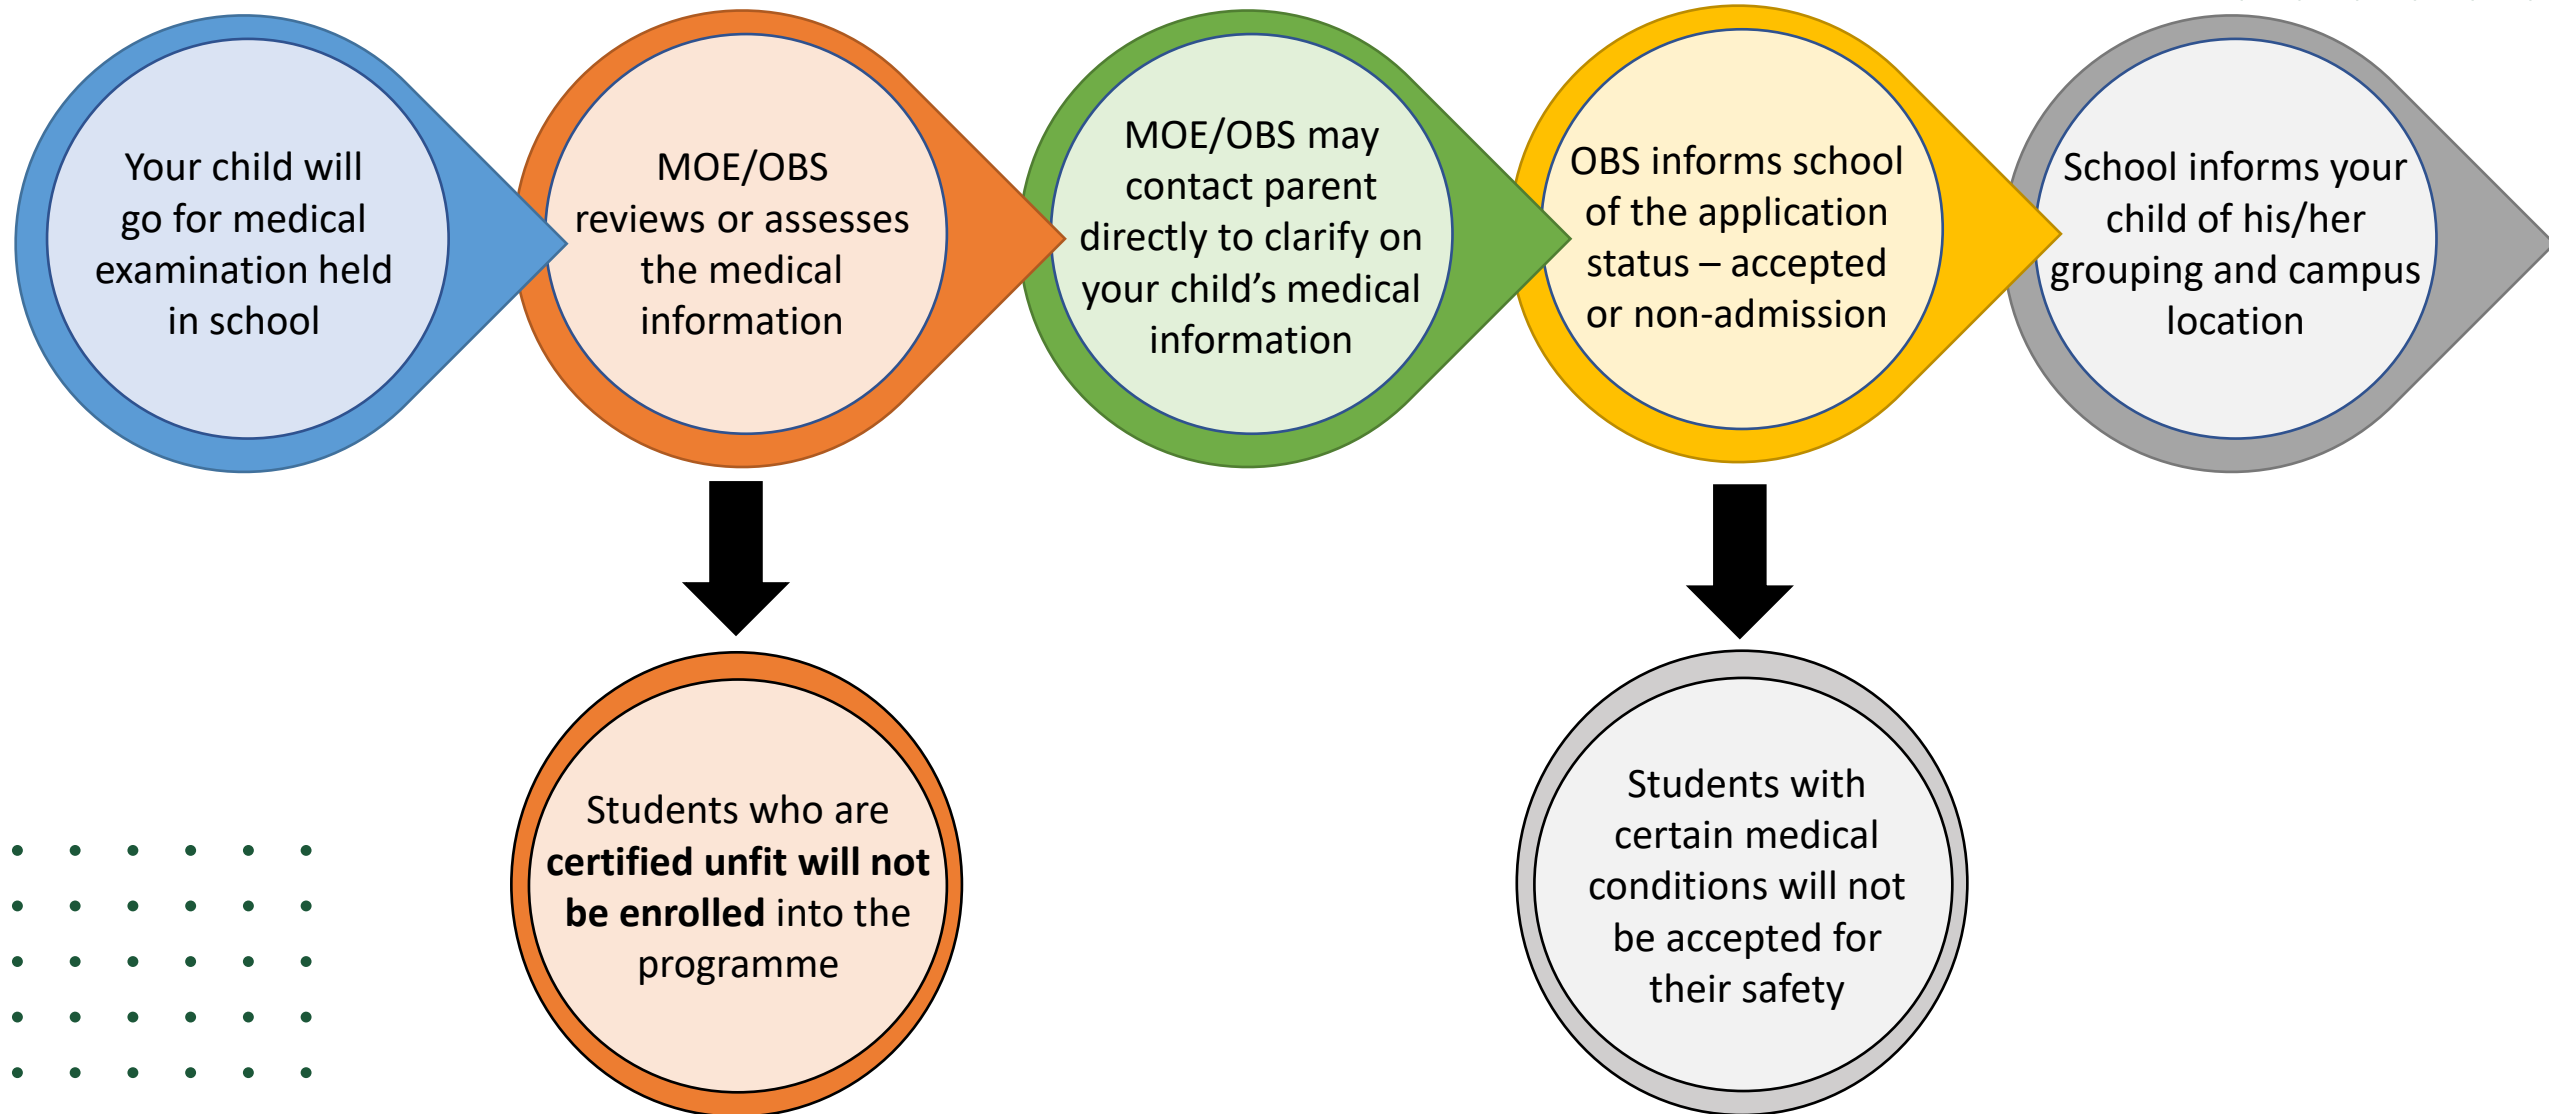 Your child will
go for medical
examination held
in school
MOE/OBS
reviews or assesses
the medical
information
MOE/OBS may
contact parent
directly to clarify on
your child's medical
information
OBS informs school
of the application
status – accepted
or non-admission
School informs your
child of his/her
grouping and campus
location
Students who are
certified unfit will not
be enrolled into the
programme
Students with
certain medical
conditions will not
be accepted for
their safety